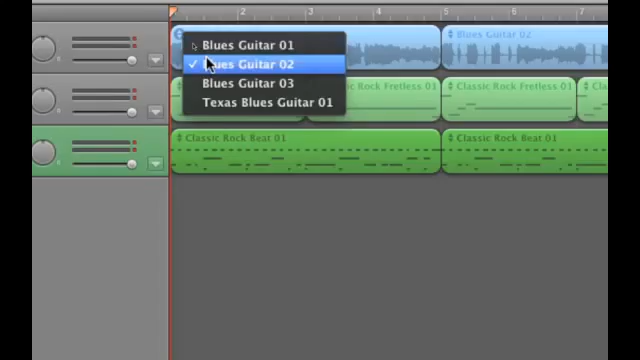 2 3 4 5 6 7
Blues Guitar 01
Blues Guitar 02
✓ Blues Guitar 02
Blues Guitar 03
Texas Blues Guitar 01
Rock Fretless 01
Classic Rock Fretless 01
Classic
Classic Rock Beat 01
Classic Rock Beat 01